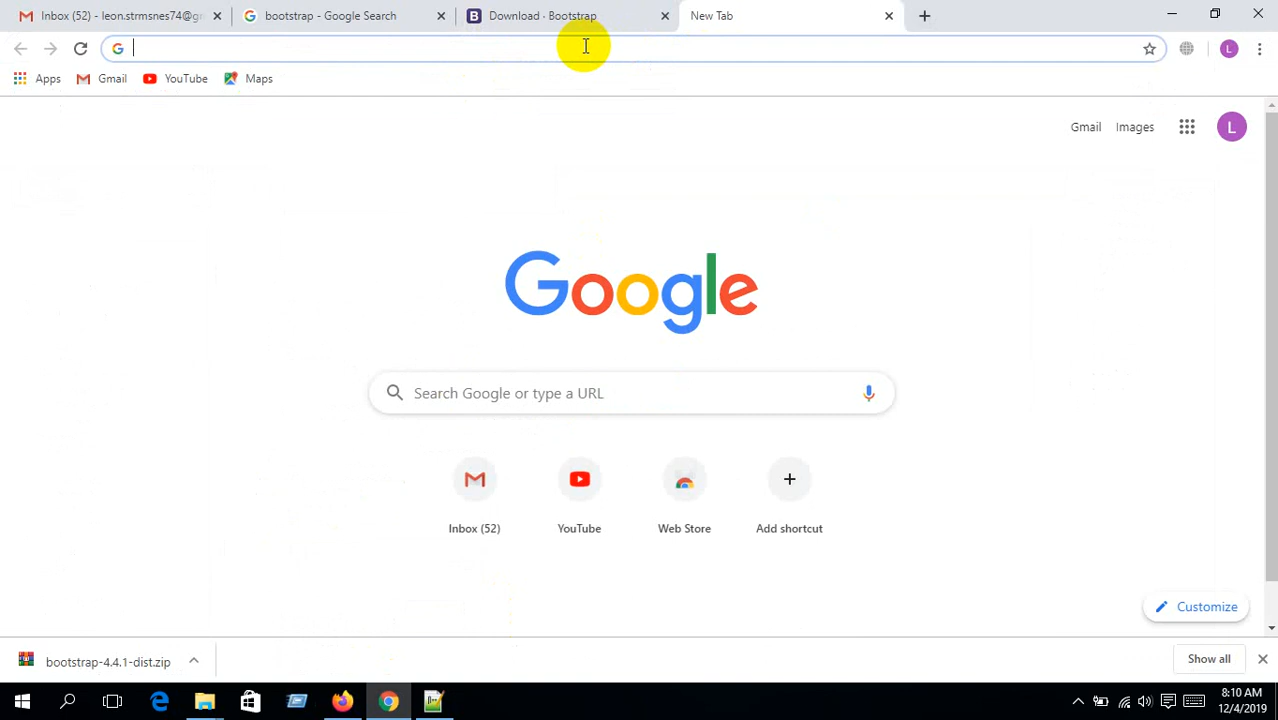 Inbox (52) - leon.strmsnes74@g
bootstrap - Google Search
Download · Bootstrap
New Tab
Apps
Gmail
YouTube
Maps
Gmail
Images
L
Google
Search Google or type a URL
Inbox (52)
YouTube
Web Store
Add shortcut
Customize
bootstrap-4.4.1-dist.zip
Show all
8:10 AM
12/4/2019